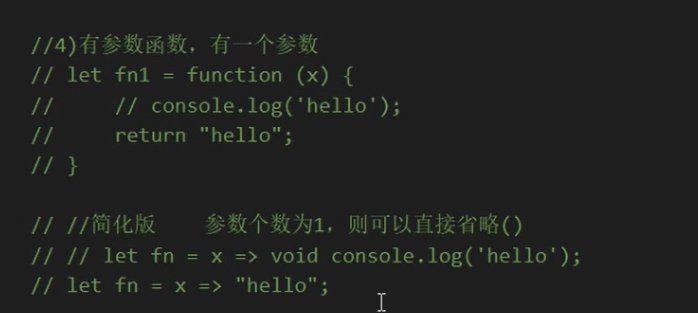 //4)有参数函数，有一个参数
// let fn1 = function (x) {
//     // console.log('hello');
//     return "hello";
// }
// //简化版    参数个数为1，则可以直接省略()
// // let fn = x => void console.log('hello');
// let fn = x => "hello";